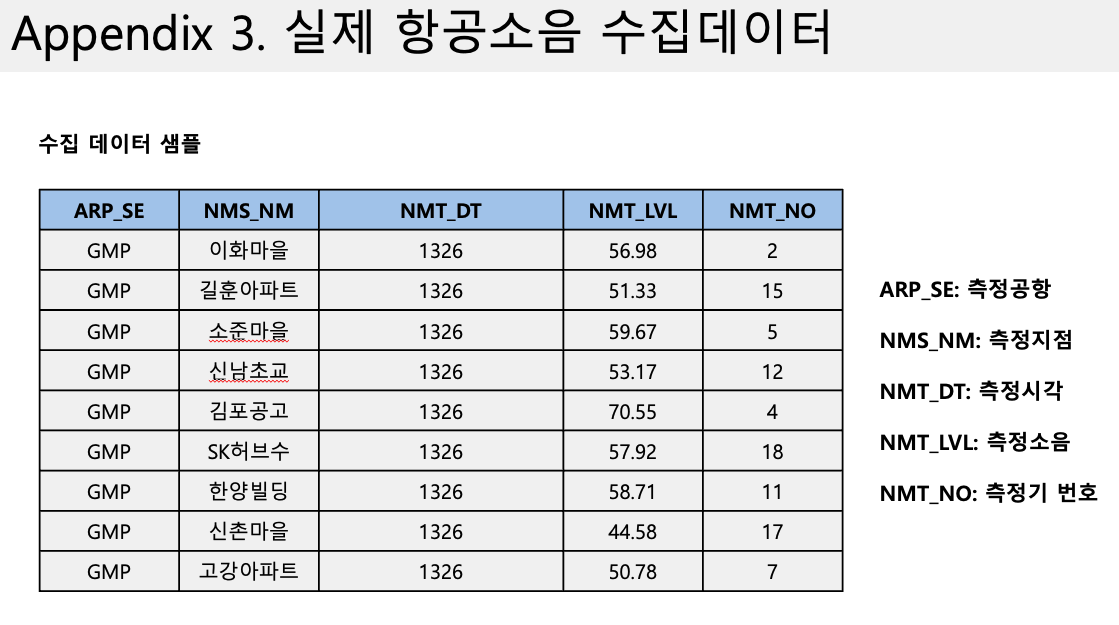 Appendix 3. 실제 항공소음 수집데이터
수집 데이터 샘플
ARP_SE NMS_NM NMT_DT NMT_LVL NMT_NO
GMP 이화마을 1326 56.98 2
GMP 길훈아파트 1326 51.33 15
GMP 소준마을 1326 59.67 5
GMP 신남초교 1326 53.17 12
GMP 김포공고 1326 70.55 4
GMP SK허브수 1326 57.92 18
GMP 한양빌딩 1326 58.71 11
GMP 신촌마을 1326 44.58 17
GMP 고강아파트 1326 50.78 7
ARP_SE: 측정공항
NMS_NM: 측정지점
NMT_DT: 측정시각
NMT_LVL: 측정소음
NMT_NO: 측정기 번호